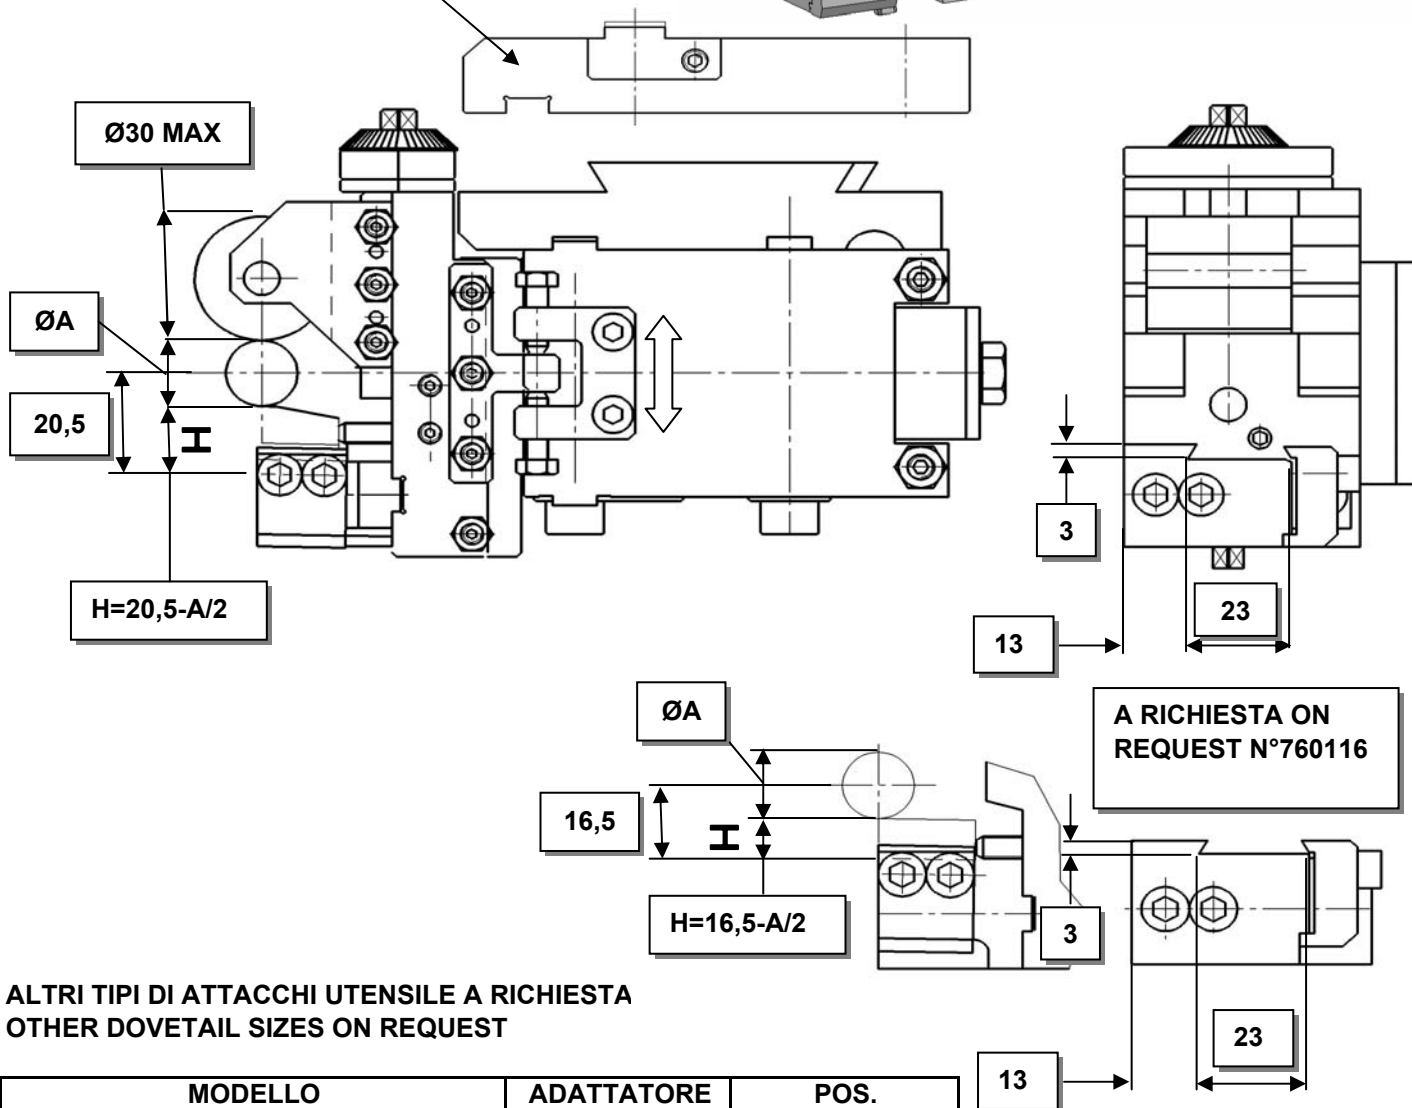 Ø30 MAX
ØA
20,5
H
H=20,5-A/2
3
23
13
A RICHIESTA ON
REQUEST N°760116
ØA
16,5
H
H=16,5-A/2
3
23
13
ALTRI TIPI DI ATTACCHI UTENSILE A RICHIESTA
OTHER DOVETAIL SIZES ON REQUEST
MODELLO ADATTATORE POS.